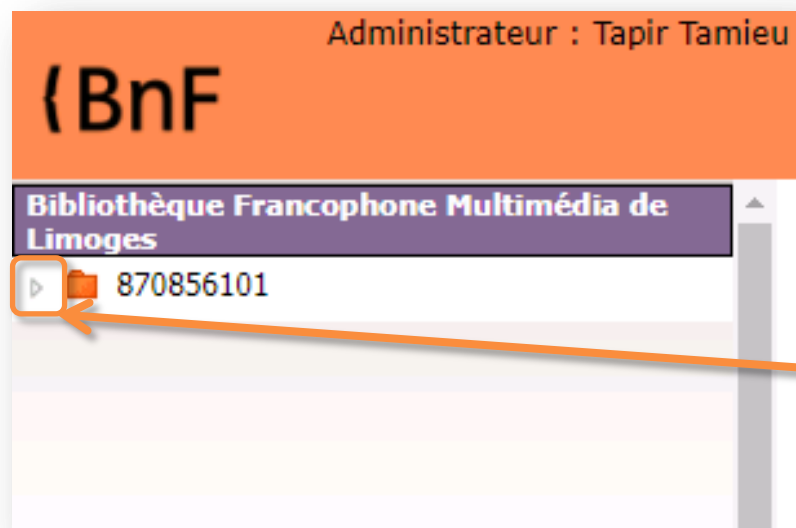 Administrateur : Tapir Tamieu
{BnF
Bibliothèque Francophone Multimédia de
Limoges
870856101